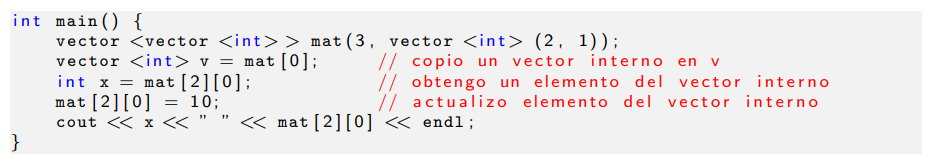 int main() {
    vector <vector <int> > mat(3, vector <int> (2, 1));
    vector <int> v = mat[0];     // copio un vector interno en v
    int x = mat[2][0];           // obtengo un elemento del vector interno
    mat[2][0] = 10;              // actualizo elemento del vector interno
    cout << x << " " << mat[2][0] << endl;
}